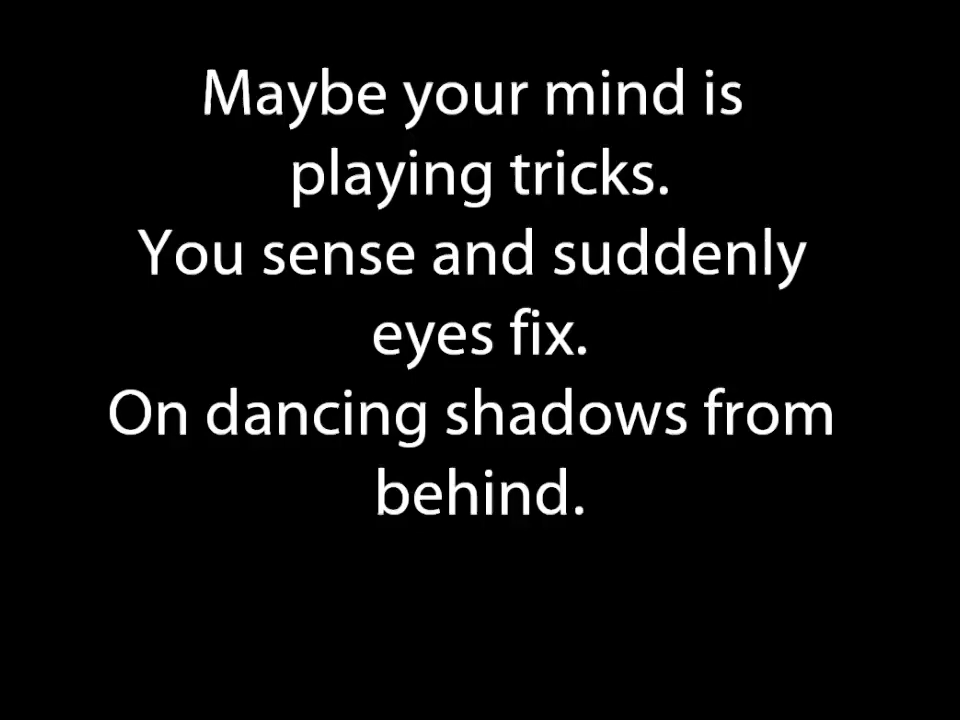 Maybe your mind is
playing tricks.
You sense and suddenly
eyes fix.
On dancing shadows from
behind.